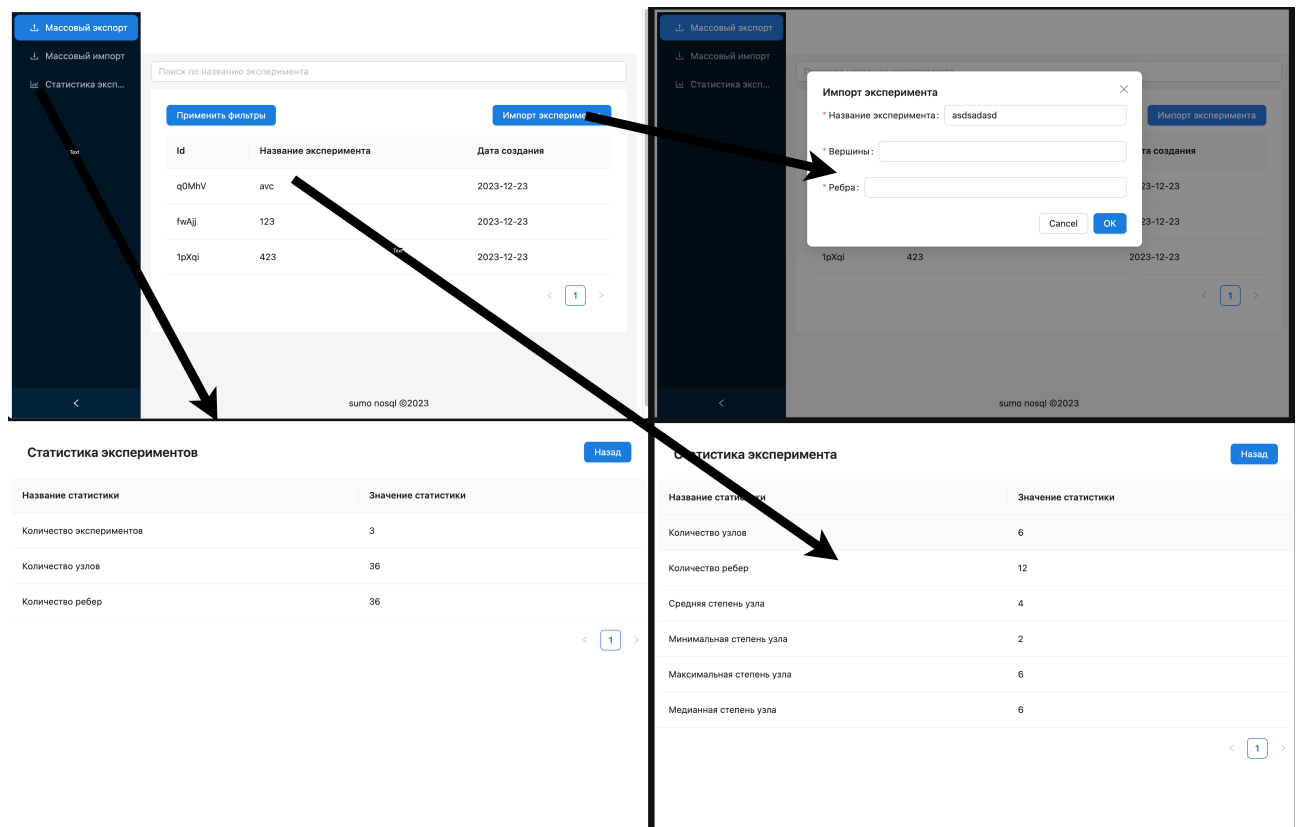 Массовый экспорт
Массовый импорт
Статистика эксп...
Text
Поиск по названию эксперимента
Применить фильтры
Импорт эксперимента
Id Название эксперимента Дата создания
q0MhV avc 2023-12-23
fwAjj 123 2023-12-23
1pXqi 423 2023-12-23
Text
< 1 >
<
sumo nosql ©2023
Массовый экспорт
Массовый импорт
Статистика эксп...
Импорт эксперимента
Импорт эксперимента
* Название эксперимента: asdsadasd
* Вершины:
* Ребра:
Cancel OK
та создания
23-12-23
23-12-23
1pXqi 423 2023-12-23
< 1 >
<
sumo nosql ©2023
Статистика экспериментов Назад
Название статистики Значение статистики
Количество экспериментов 3
Количество узлов 36
Количество ребер 36
< 1 >
Статистика эксперимента Назад
Название статистики Значение статистики
Количество узлов 6
Количество ребер 12
Средняя степень узла 4
Минимальная степень узла 2
Максимальная степень узла 6
Медианная степень узла 6
< 1 >